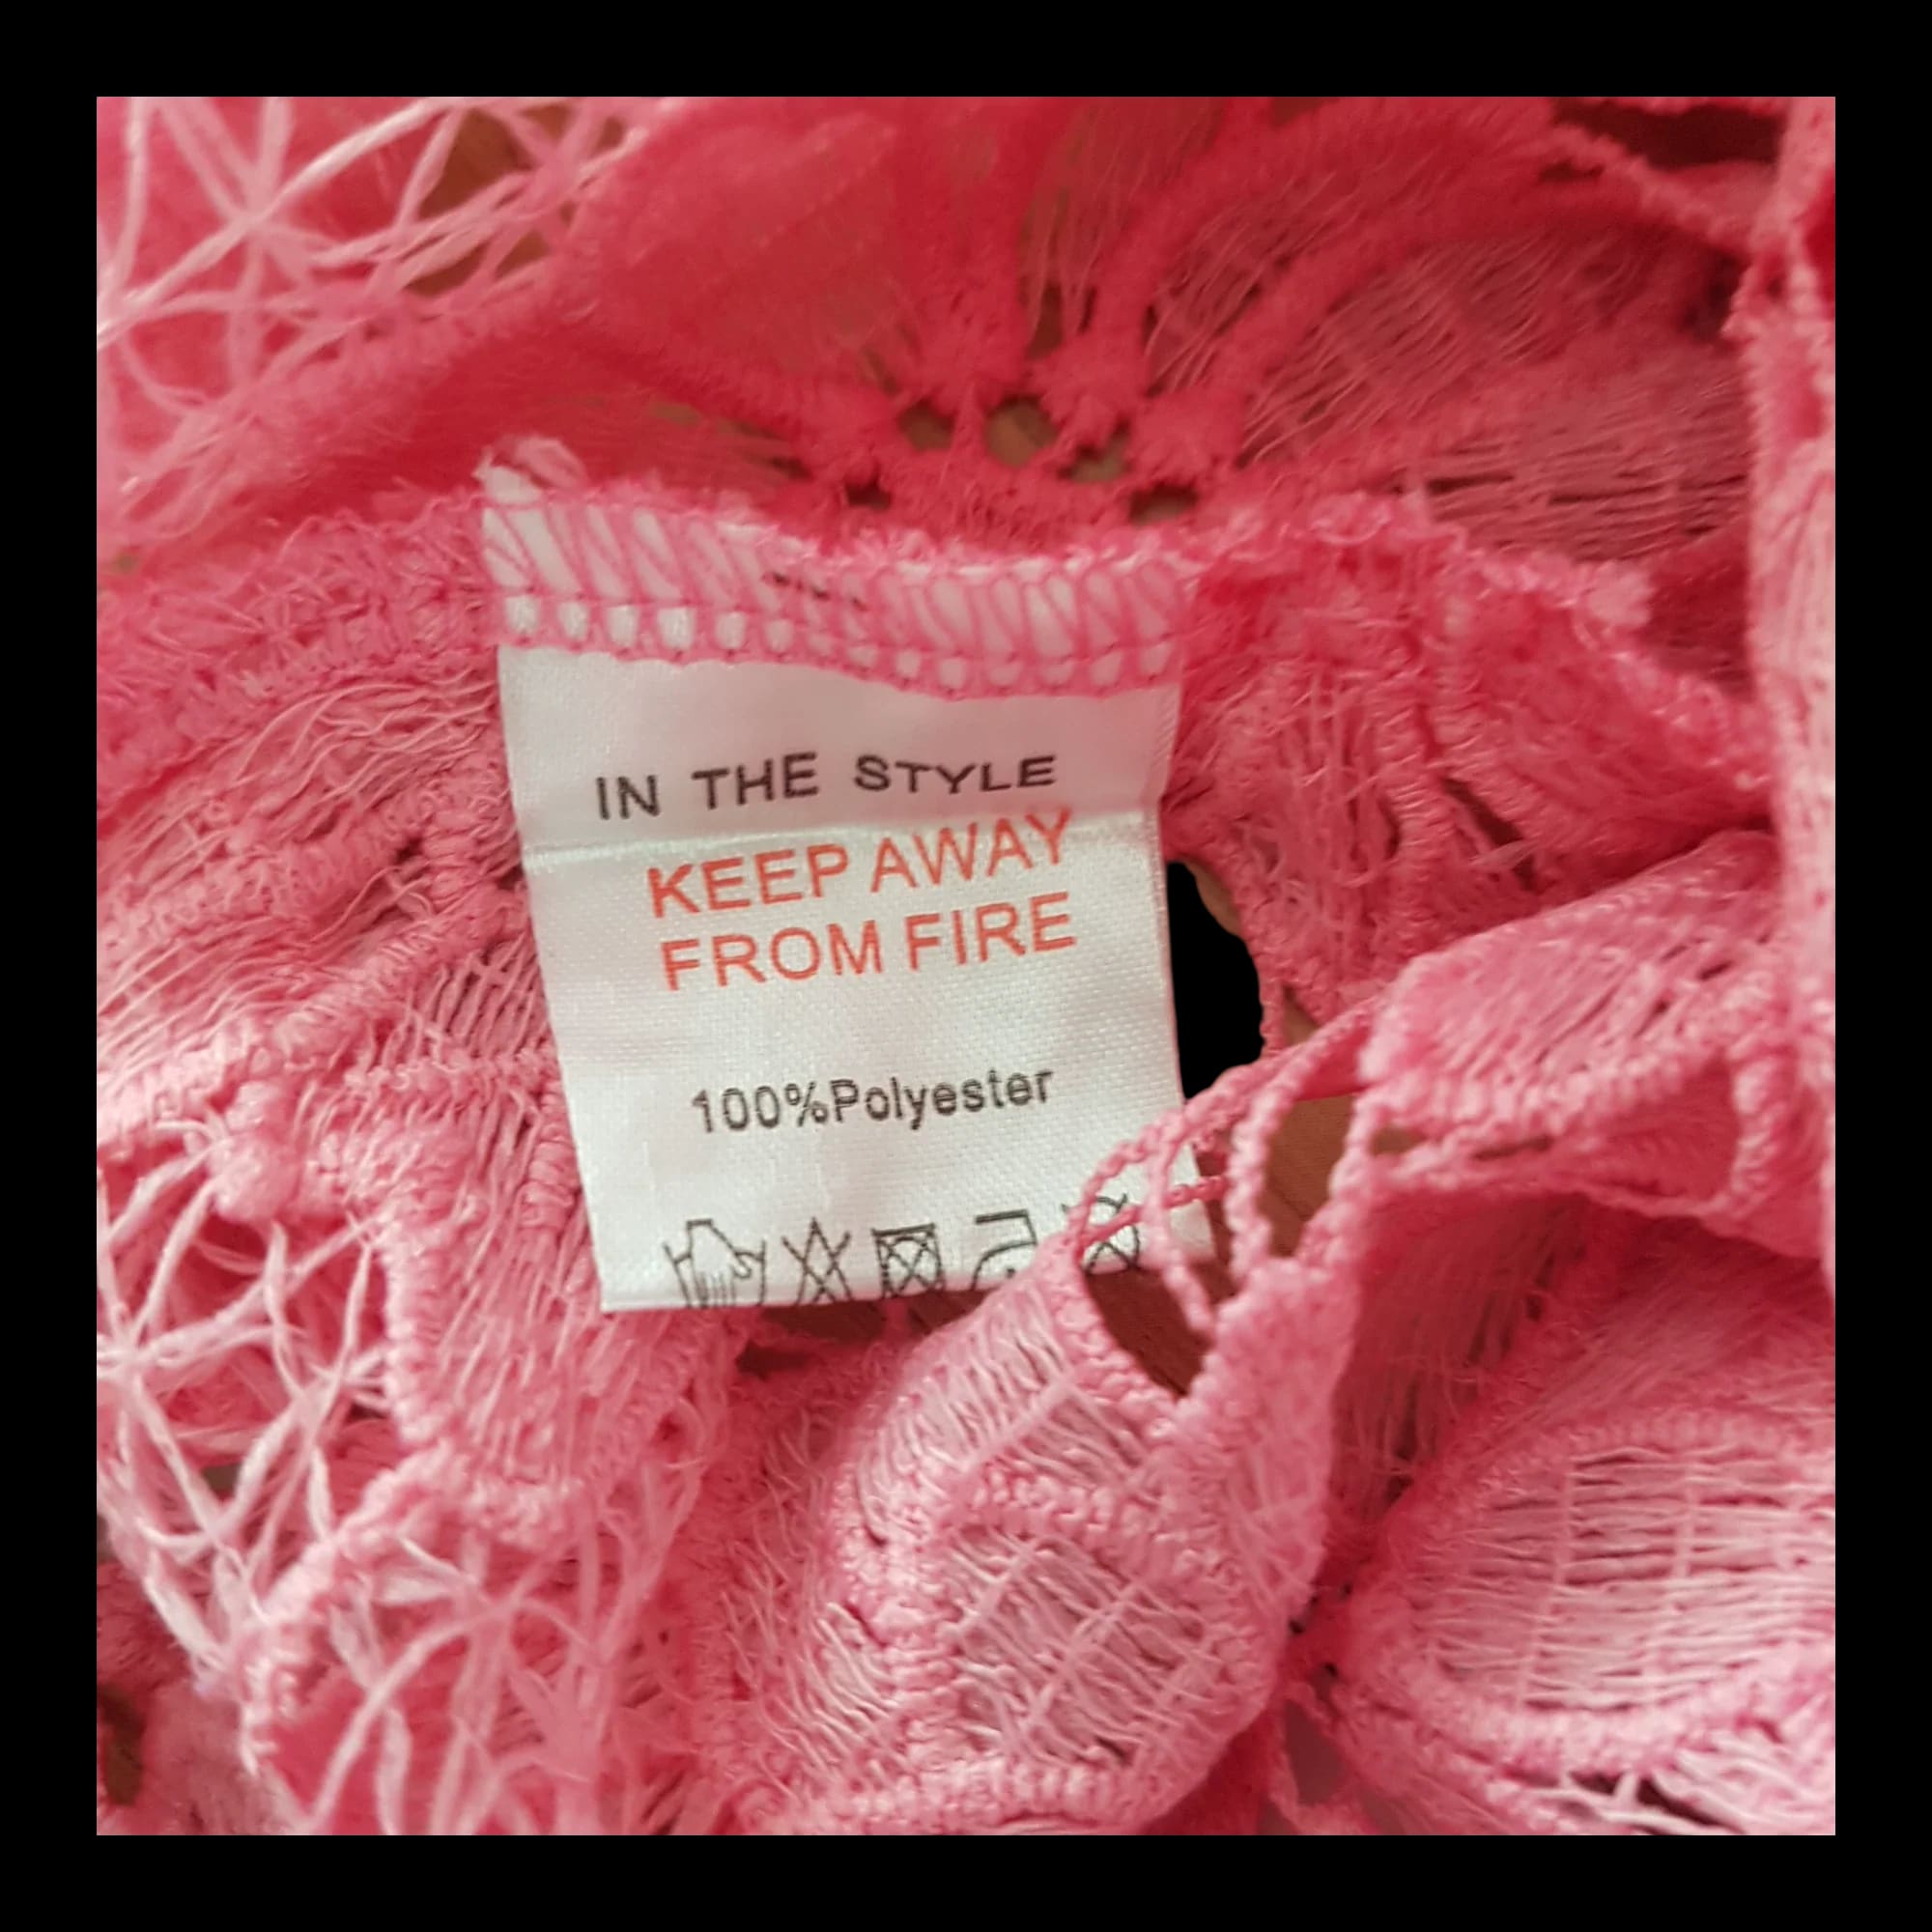 IN THE STYLE
KEEP AWAY
FROM FIRE
100%Polyester